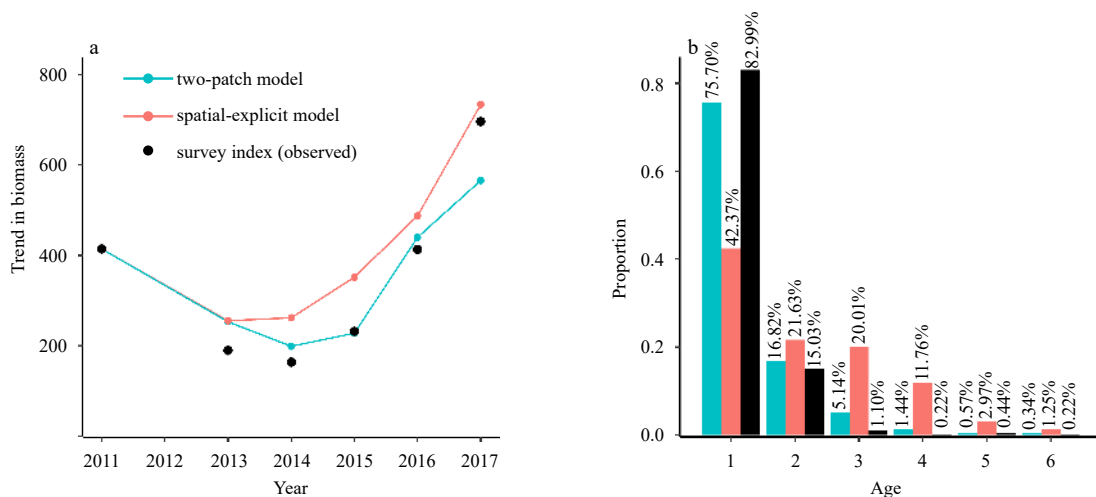 a
Trend in biomass
800
600
400
200
two-patch model
spatial-explicit model
survey index (observed)
2011 2012 2013 2014 2015 2016 2017
Year
b
Proportion
0.8
0.6
0.4
0.2
0.0
75.70%
42.37%
82.99%
16.82%
21.63%
15.03%
5.14%
20.01%
1.10%
1.44%
11.76%
0.22%
0.57%
2.97%
0.44%
0.34%
1.25%
0.22%
1 2 3 4 5 6
Age